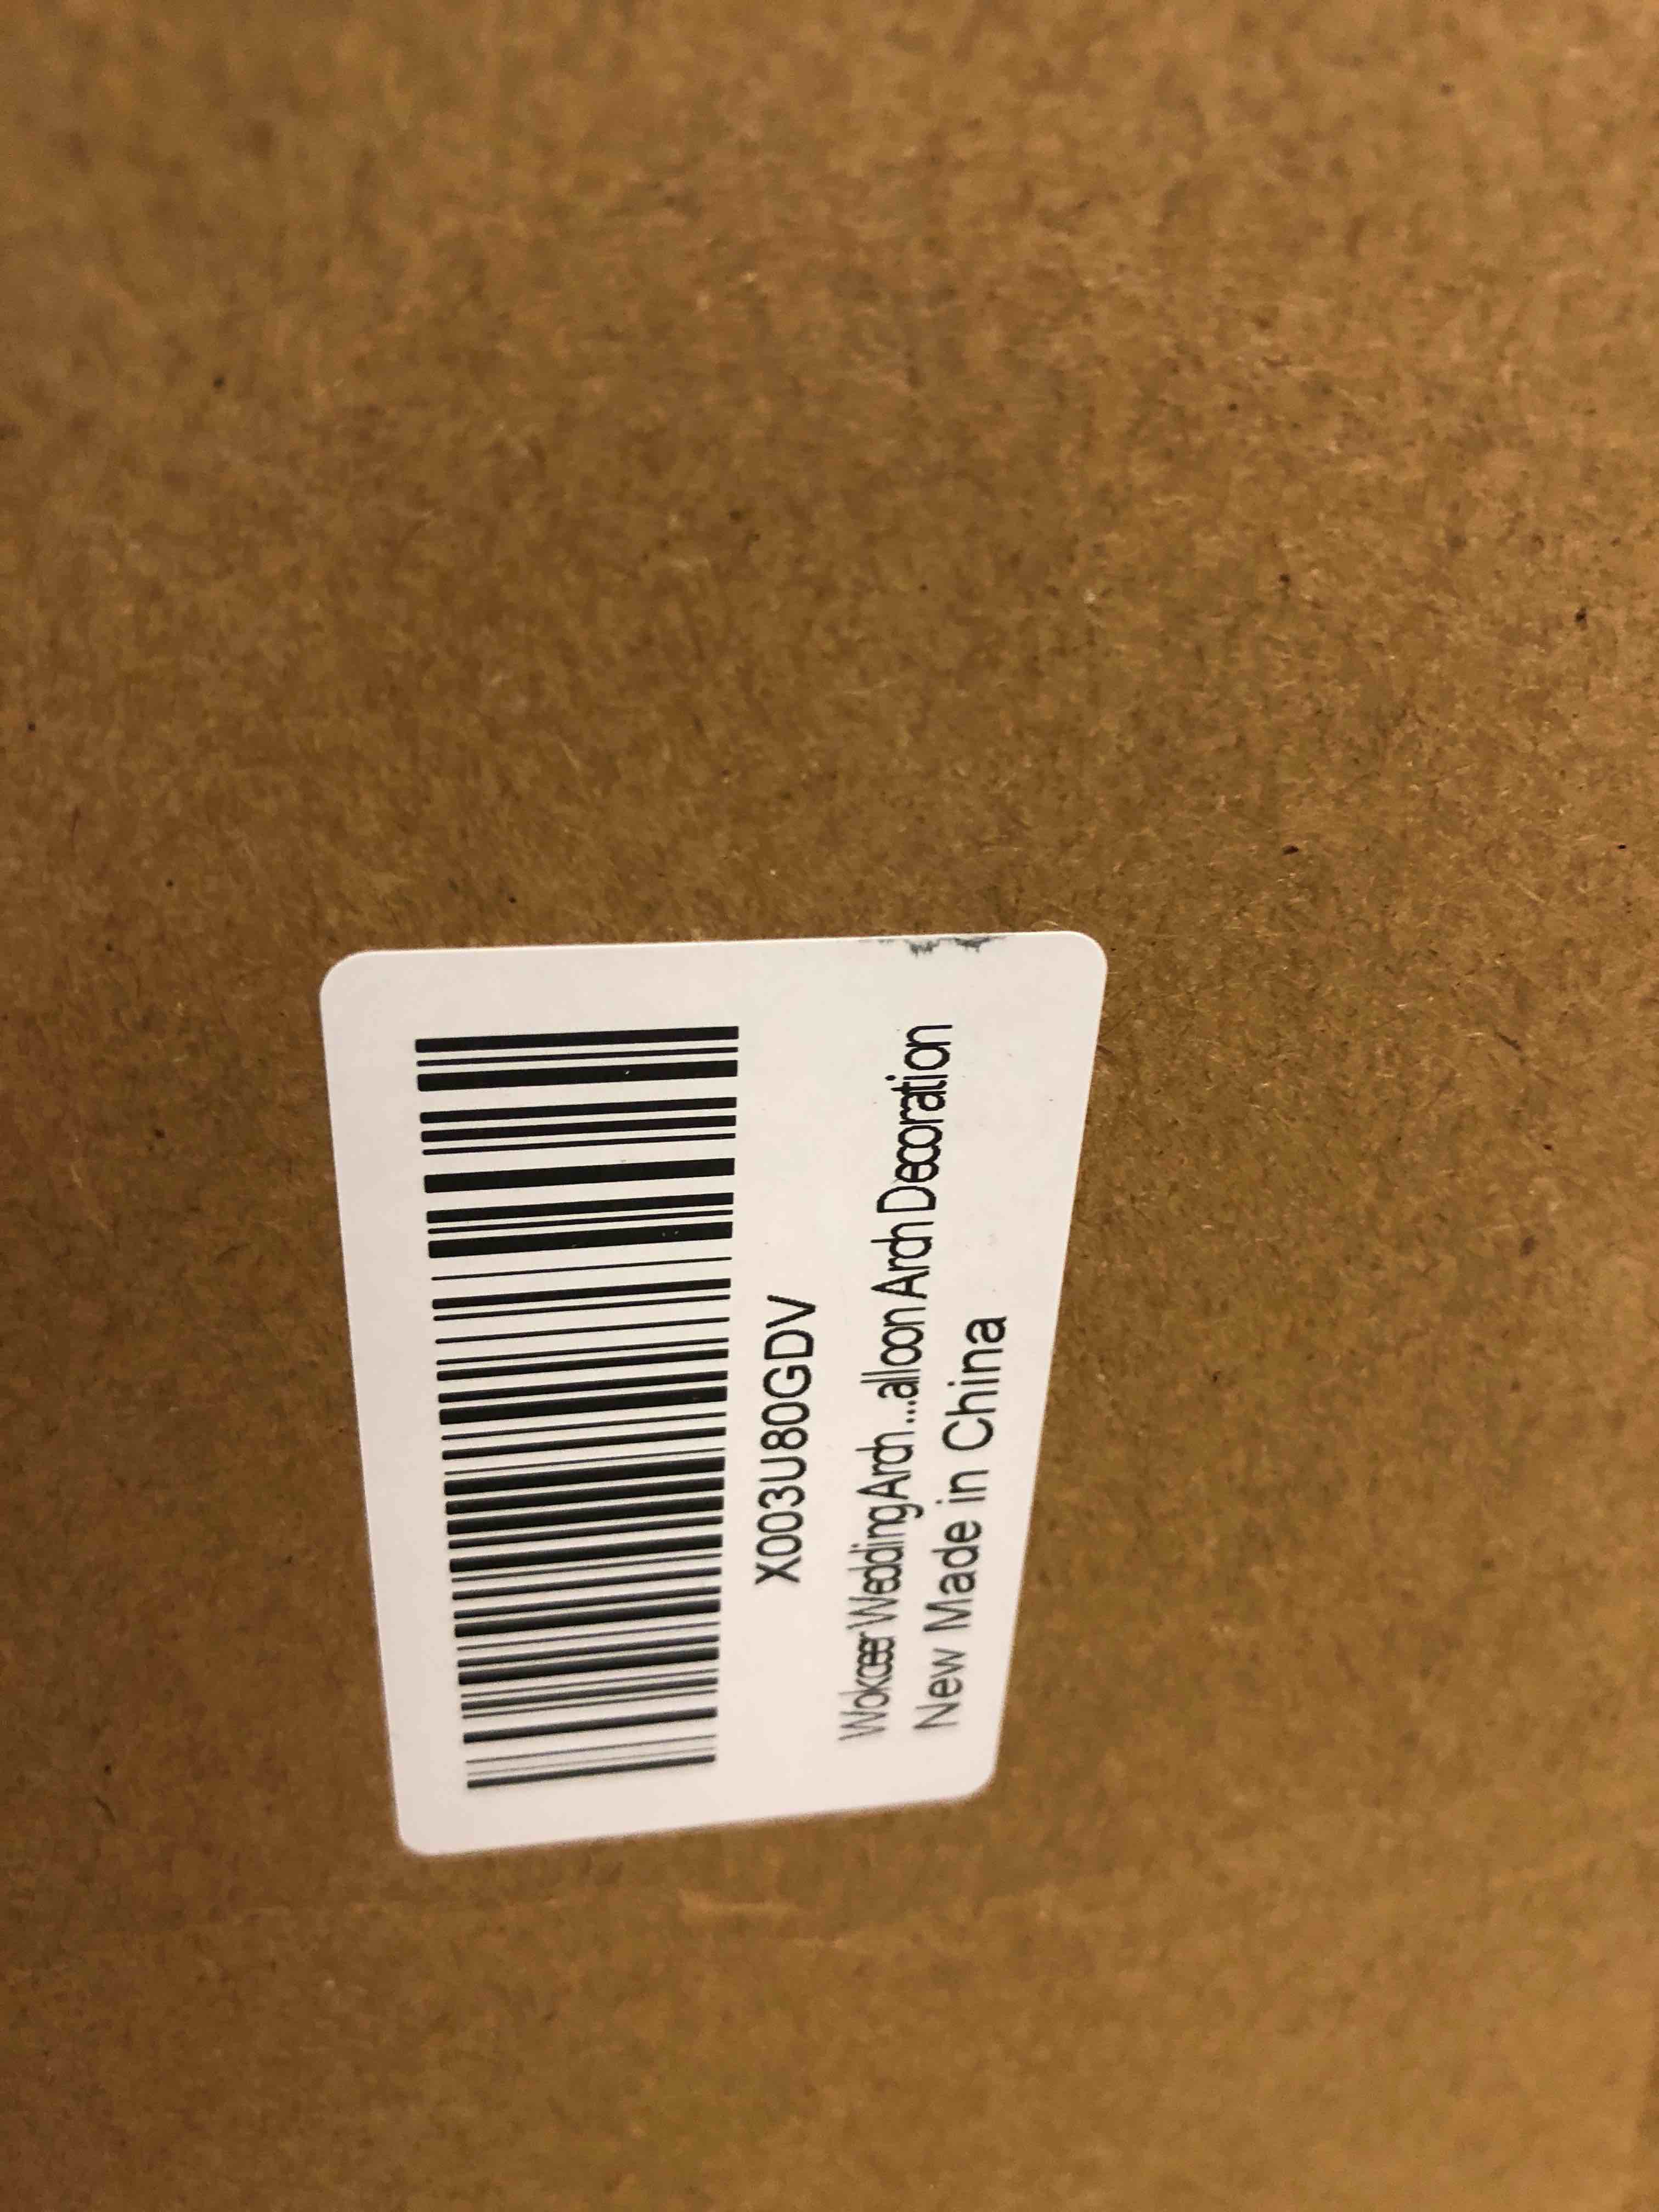 X003U80GDV
Wokceer Wedding Arch ...alloon Arch Decoration
New Made in China